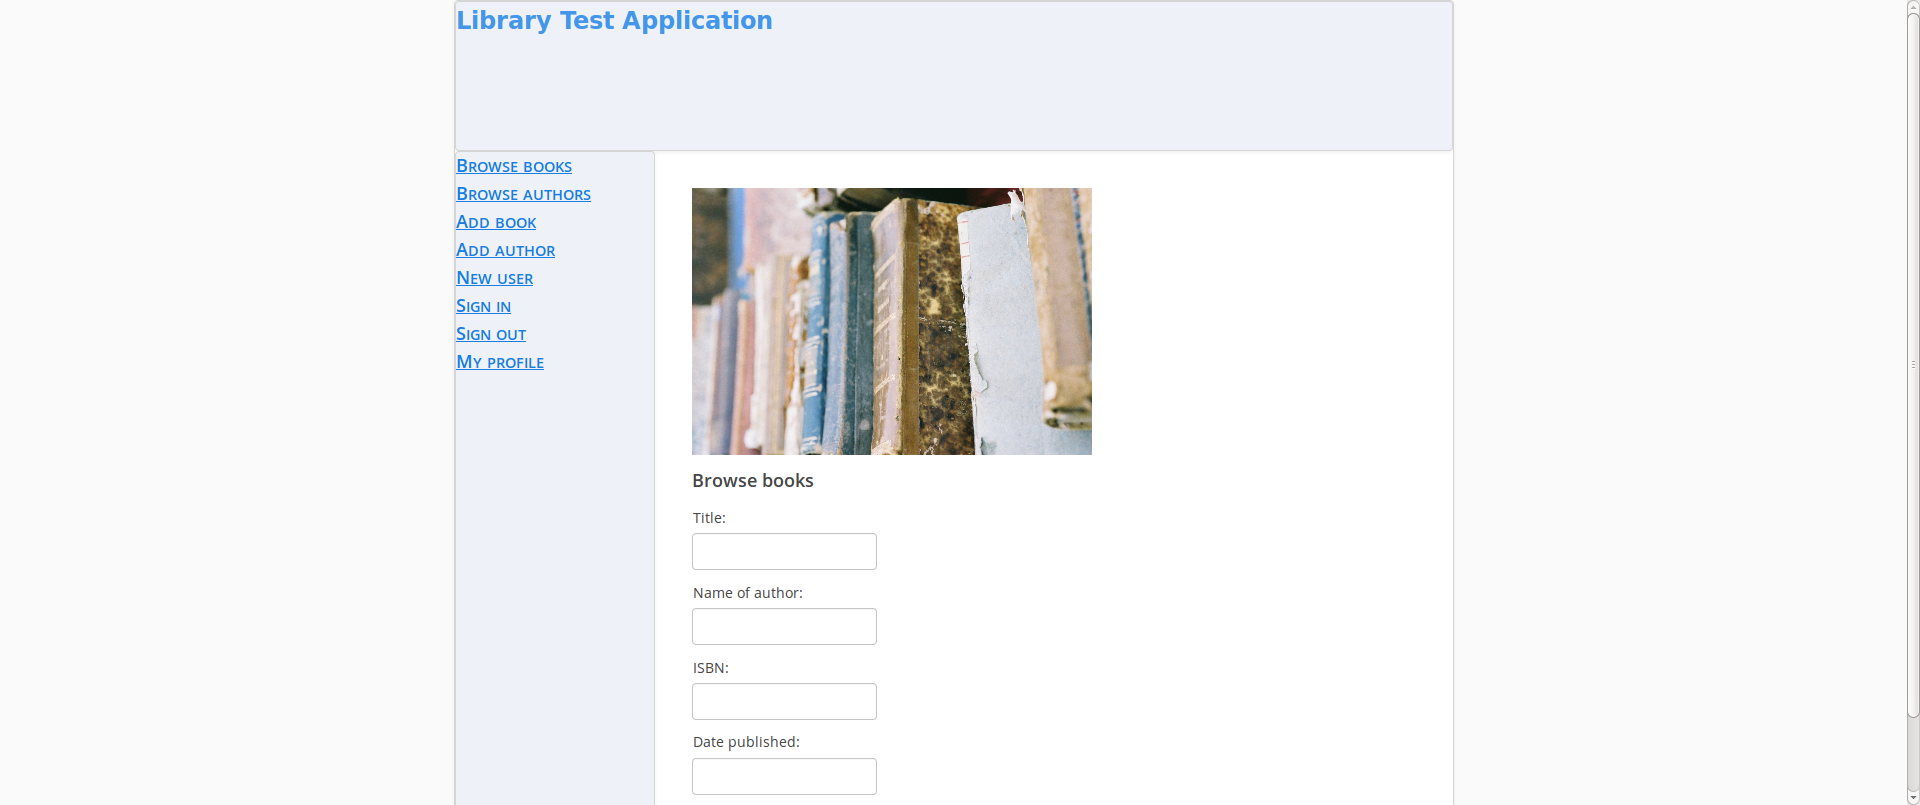 Library Test Application
Browse books
Browse authors
Add book
Add author
New user
Sign in
Sign out
My profile
Browse books
Title:
Name of author:
ISBN:
Date published: